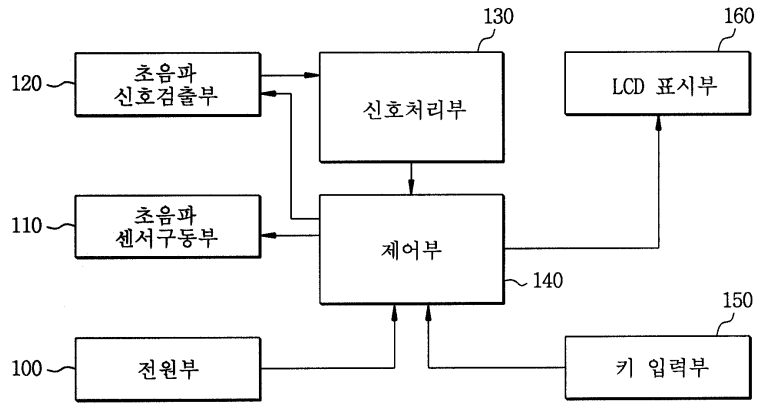 130
160
120
초음파
신호검출부
신호처리부
LCD 표시부
110
초음파
센서구동부
제어부
140
150
100
전원부
키 입력부